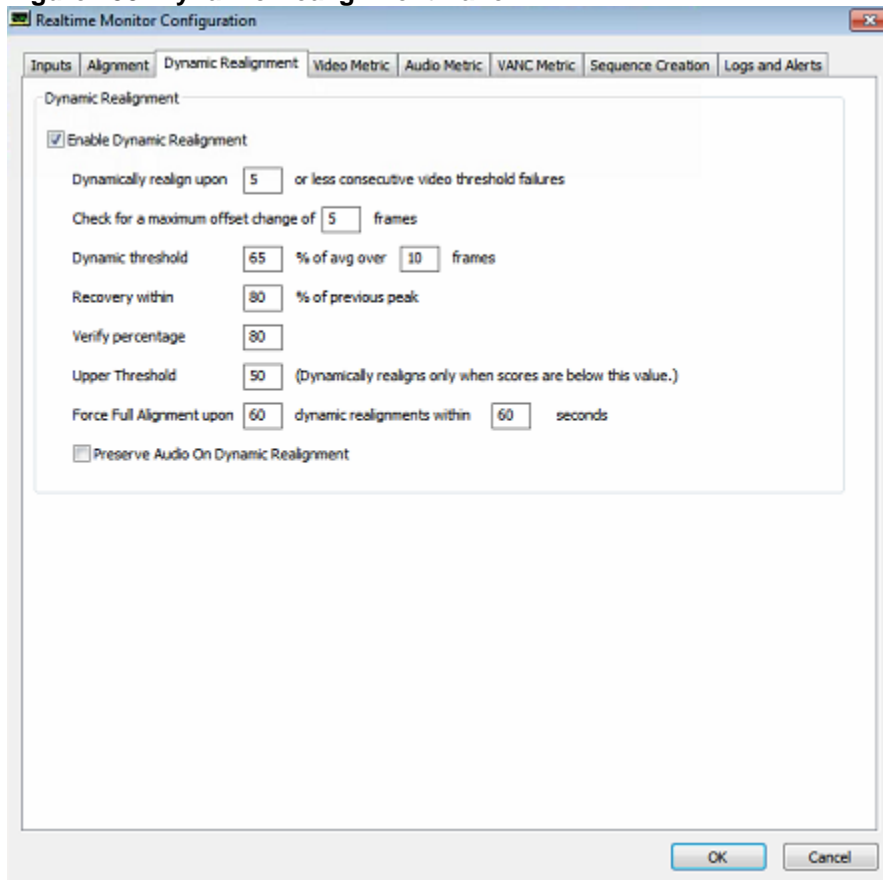 Realtime Monitor Configuration
Inputs Alignment Dynamic Realignment Video Metric Audio Metric VANC Metric Sequence Creation Logs and Alerts
Dynamic Realignment
Enable Dynamic Realignment
Dynamically realign upon 5 or less consecutive video threshold failures
Check for a maximum offset change of 5 frames
Dynamic threshold 65 % of avg over 10 frames
Recovery within 80 % of previous peak
Verify percentage 80
Upper Threshold 50 (Dynamically realigns only when scores are below this value.)
Force Full Alignment upon 60 dynamic realignments within 60 seconds
Preserve Audio On Dynamic Realignment
OK Cancel